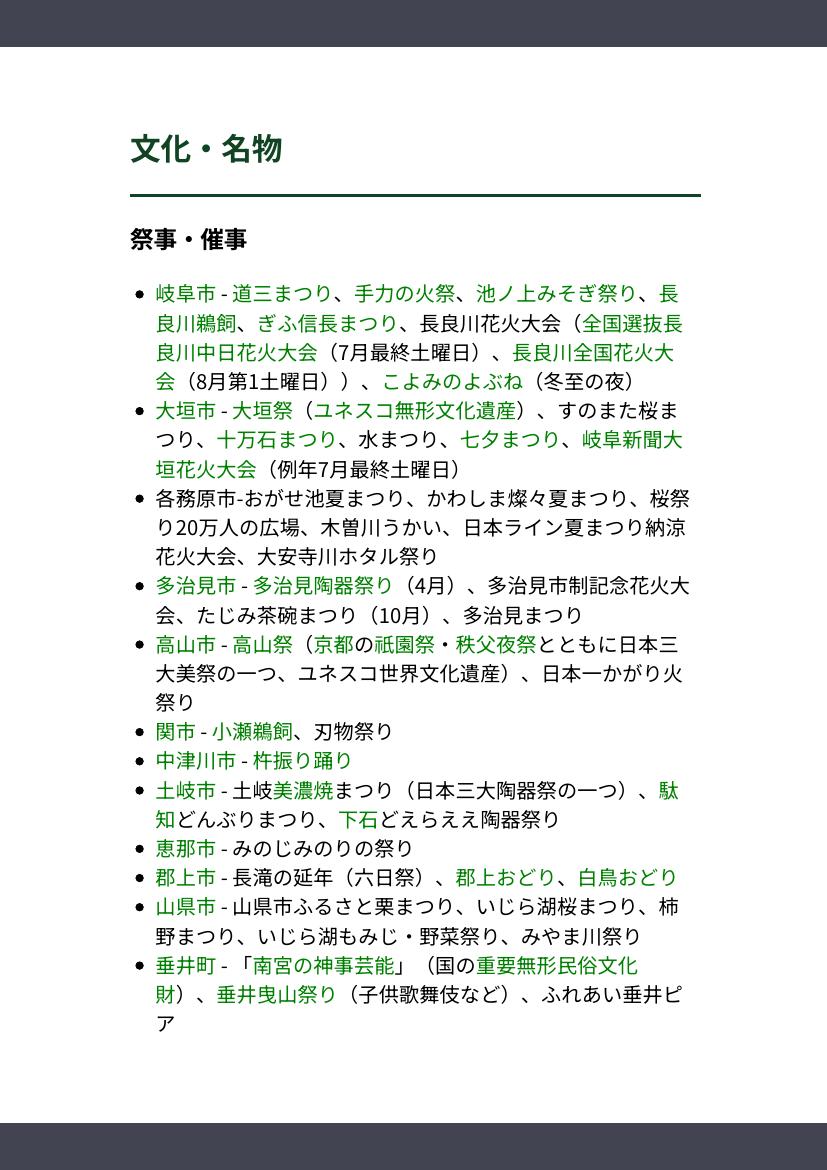 文化・名物
祭事・催事
• 岐阜市 - 道三まつり、手力の火祭、池ノ上みそぎ祭り、長
良川鵜飼、ぎふ信長まつり、長良川花火大会（全国選抜長
良川中日花火大会（7月最終土曜日）、長良川全国花火大
会（8月第1土曜日））、こよみのよぶね（冬至の夜）
• 大垣市 - 大垣祭（ユネスコ無形文化遺産）、すのまた桜ま
つり、十万石まつり、水まつり、七夕まつり、岐阜新聞大
垣花火大会（例年7月最終土曜日）
• 各務原市-おがせ池夏まつり、かわしま燦々夏まつり、桜祭
り20万人の広場、木曽川うかい、日本ライン夏まつり納涼
花火大会、大安寺川ホタル祭り
• 多治見市 - 多治見陶器祭り（4月）、多治見市制記念花火大
会、たじみ茶碗まつり（10月）、多治見まつり
• 高山市 - 高山祭（京都の祇園祭・秩父夜祭とともに日本三
大美祭の一つ、ユネスコ世界文化遺産）、日本一かがり火
祭り
• 関市 - 小瀬鵜飼、刃物祭り
• 中津川市 - 杵振り踊り
• 土岐市 - 土岐美濃焼まつり（日本三大陶器祭の一つ）、駄
知どんぶりまつり、下石どえらええ陶器祭り
• 恵那市 - みのじみのりの祭り
• 郡上市 - 長滝の延年（六日祭）、郡上おどり、白鳥おどり
• 山県市 - 山県市ふるさと栗まつり、いじら湖桜まつり、柿
野まつり、いじら湖もみじ・野菜祭り、みやま川祭り
• 垂井町 - 「南宮の神事芸能」（国の重要無形民俗文化
財）、垂井曳山祭り（子供歌舞伎など）、ふれあい垂井ピ
ア